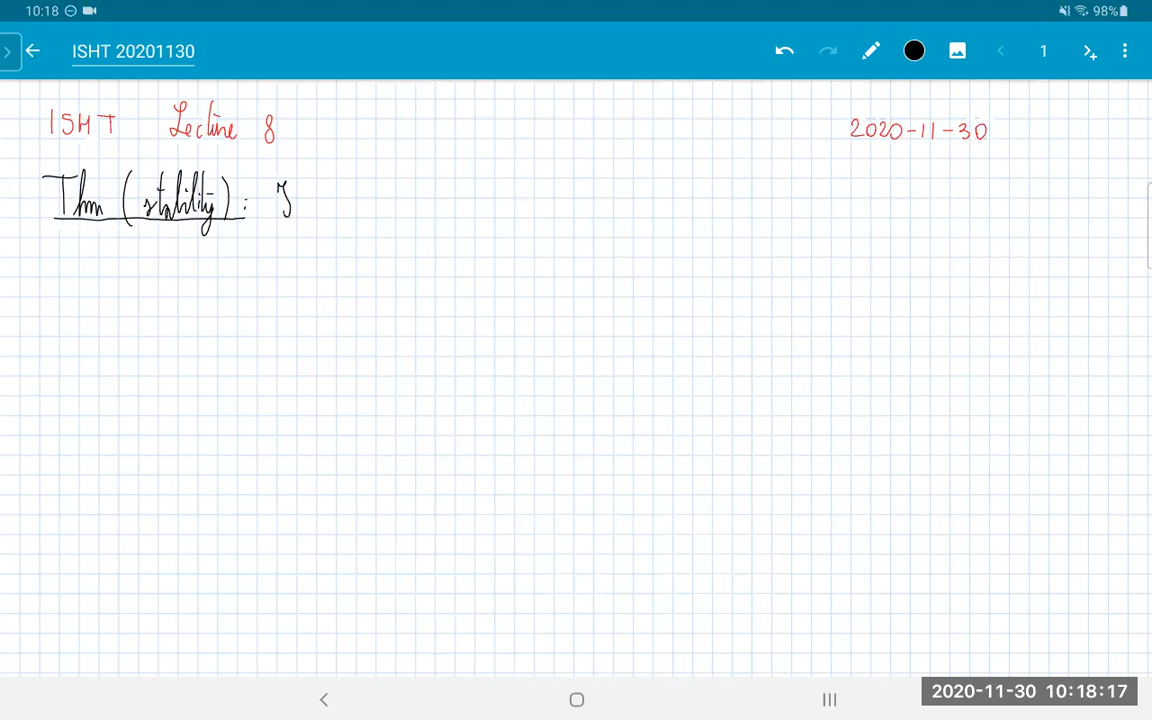 10:18 98%
ISHT 20201130 1
ISHT Lecture 8 2020-11-30
Thm (stability):
2020-11-30 10:18:17